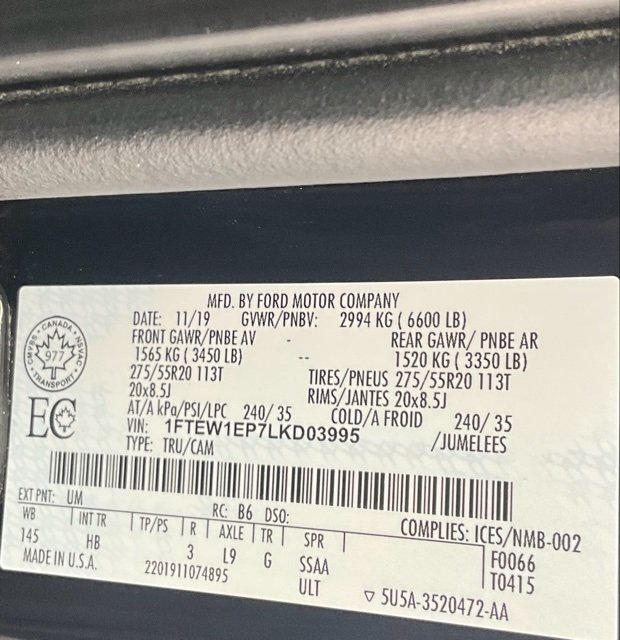 MFD. BY FORD MOTOR COMPANY
DATE: 11/19 GVWR/PNBV: 2994 KG ( 6600 LB)
FRONT GAWR/PNBE AV - REAR GAWR/ PNBE AR
1565 KG ( 3450 LB) -- 1520 KG ( 3350 LB)
275/55R20 113T TIRES/PNEUS 275/55R20 113T
20x8.5J RIMS/JANTES 20x8.5J
AT/A kPa/PSI/LPC 240/ 35 COLD/A FROID 240/ 35
VIN: 1FTEW1EP7LKD03995 /JUMELEES
TYPE: TRU/CAM
CANADA
CMVSS NSVAC
977
TRANSPORT
EC
EXT PNT: UM RC: B6 DSO: COMPLIES: ICES/NMB-002
WB | INT TR | TP/PS | R | AXLE | TR | SPR | F0066
145 HB 3 L9 G SSAA T0415
MADE IN U.S.A. 2201911074895 ULT ▽ 5U5A-3520472-AA